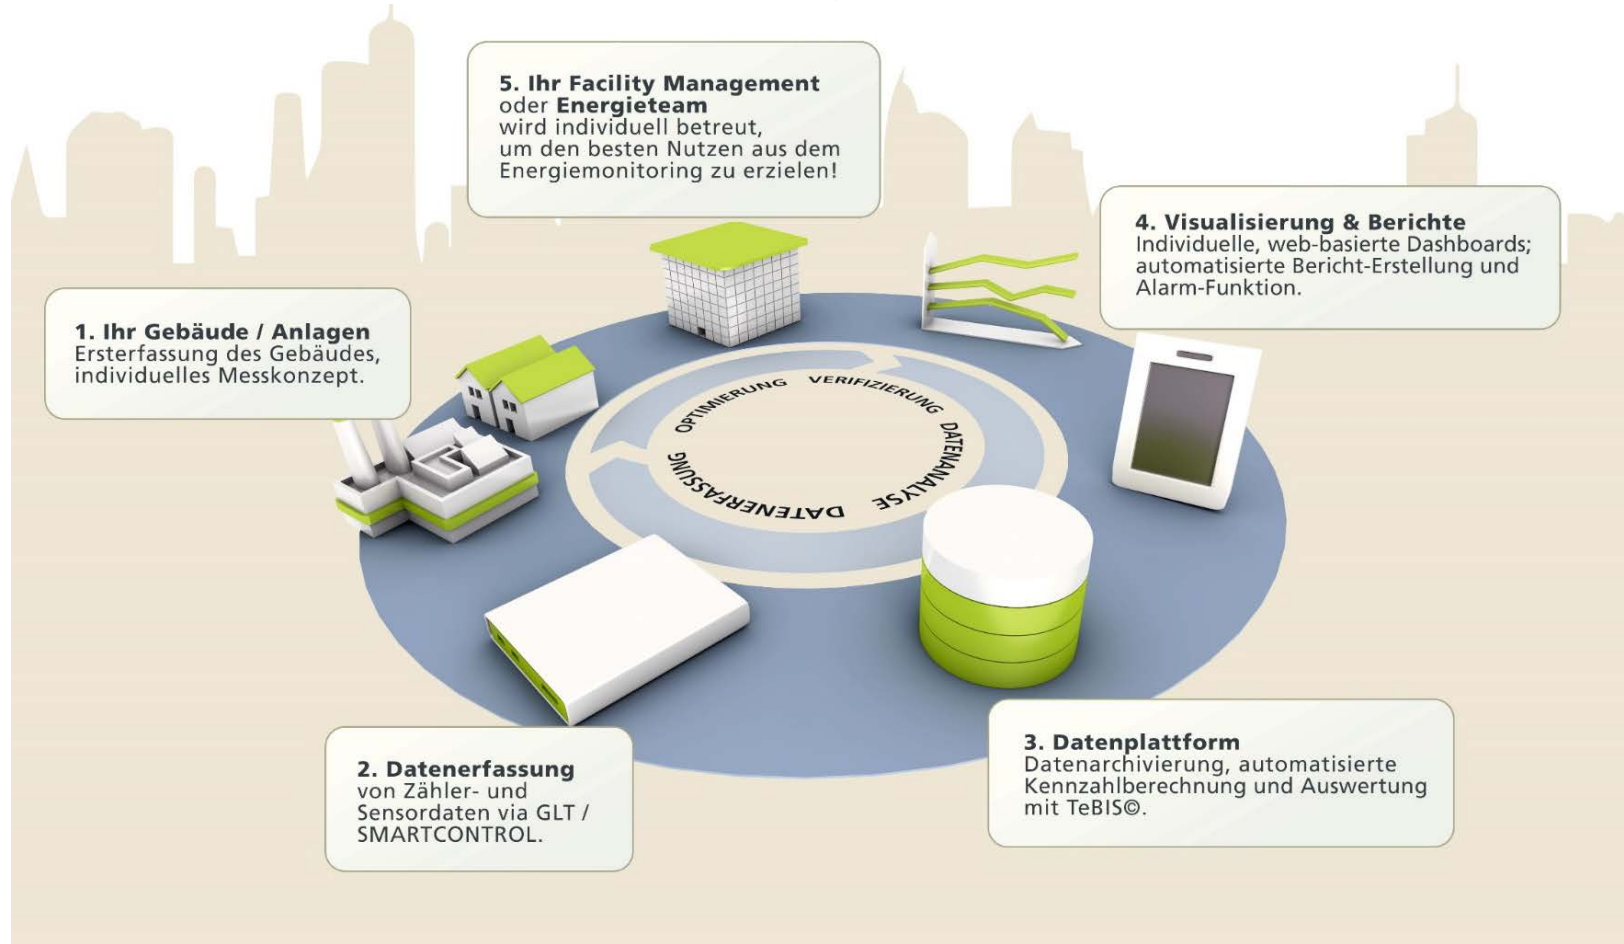 5. Ihr Facility Management
oder Energieteam
wird individuell betreut,
um den besten Nutzen aus dem
Energiemonitoring zu erzielen!
4. Visualisierung & Berichte
Individuelle, web-basierte Dashboards;
automatisierte Bericht-Erstellung und
Alarm-Funktion.
1. Ihr Gebäude / Anlagen
Ersterfassung des Gebäudes,
individuelles Messkonzept.
OPTIMIERUNG
VERIFIZIERUNG
DATENANALYSE
DATENERFASSUNG
2. Datenerfassung
von Zähler- und
Sensordaten via GLT /
SMARTCONTROL.
3. Datenplattform
Datenarchivierung, automatisierte
Kennzahlberechnung und Auswertung
mit TeBIS©.